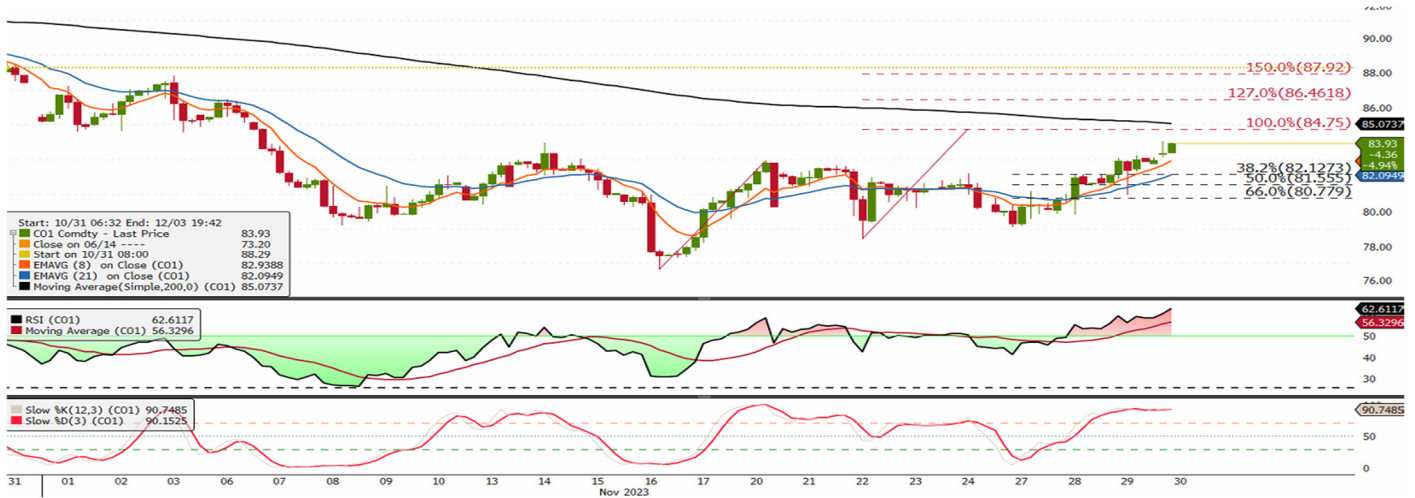 92.00
90.00
150.0%(87.92)
88.00
127.0%(86.4618)
86.00
100.0%(84.75)
85.0737
83.93
-4.36
-4.94%
38.2%(82.1273)
82.0949
50.0%(81.555)
66.0%(80.779)
80.00
78.00
76.00
Start: 10/31 06:32 End: 12/03 19:42
CO1 Comdty - Last Price 83.93
Close on 06/14 ---- 73.20
Start on 10/31 08:00 88.29
EMAVG (8) on Close (CO1) 82.9388
EMAVG (21) on Close (CO1) 82.0949
Moving Average(Simple,200,0) (CO1) 85.0737
RSI (CO1) 62.6117
Moving Average (CO1) 56.3296
62.6117
56.3296
50
40
30
Slow %K(12,3) (CO1) 90.7485
Slow %D(3) (CO1) 90.1525
90.7485
50
0
31 01 02 03 06 07 08 09 10 13 14 15 16 17 20 21 22 23 24 27 28 29 30
Nov 2023